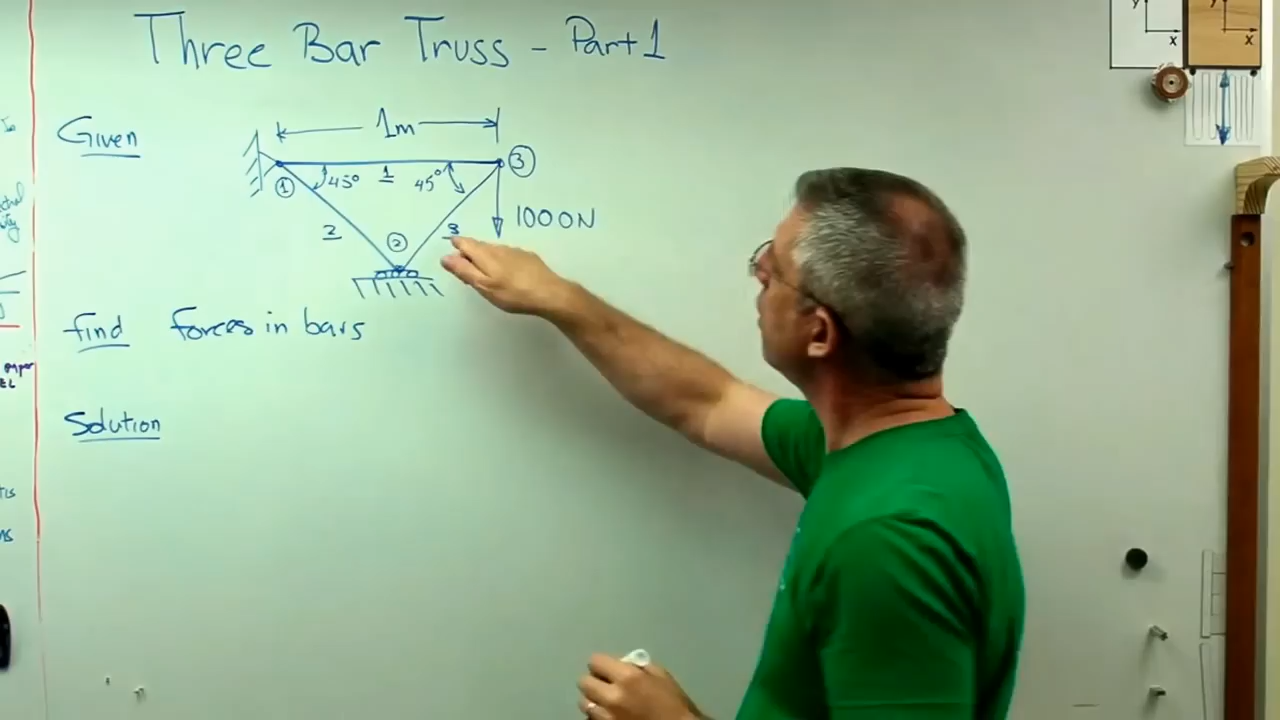 Three Bar Truss - Part 1
Given
1m
③
① 45° 1 45°
1000N
2 ② 3
find forces in bars
Solution
y x
y x